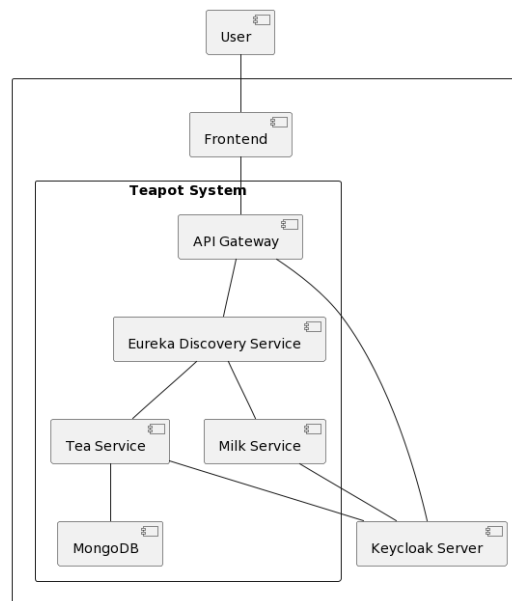 User
Frontend
Teapot System
API Gateway
Eureka Discovery Service
Tea Service
Milk Service
MongoDB
Keycloak Server